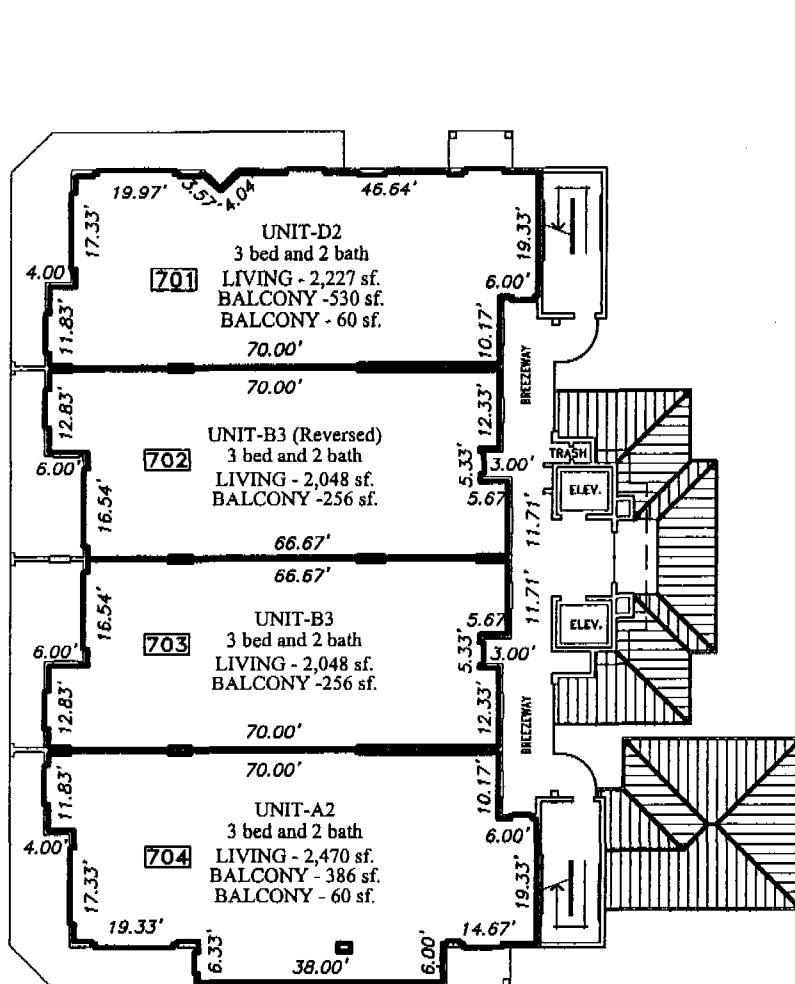 19.97'
3.57'
4.04'
46.64'
17.33'
UNIT-D2
3 bed and 2 bath
19.33'
4.00'
701
LIVING - 2,227 sf.
BALCONY -530 sf.
BALCONY - 60 sf.
6.00'
11.83'
10.17'
70.00'
BREEZEWAY
70.00'
12.83'
12.33'
UNIT-B3 (Reversed)
3 bed and 2 bath
702
LIVING - 2,048 sf.
BALCONY -256 sf.
6.00'
5.33'
3.00'
TRASH
ELEV.
5.67
16.54'
11.71'
66.67'
66.67'
16.54'
11.71'
UNIT-B3
3 bed and 2 bath
5.67
ELEV.
703
LIVING - 2,048 sf.
BALCONY -256 sf.
6.00'
5.33'
3.00'
12.83'
12.33'
BREEZEWAY
70.00'
70.00'
11.83'
10.17'
UNIT-A2
3 bed and 2 bath
6.00'
4.00'
704
LIVING - 2,470 sf.
BALCONY - 386 sf.
BALCONY - 60 sf.
17.33'
19.33'
19.33'
14.67'
6.33'
38.00'
6.00'